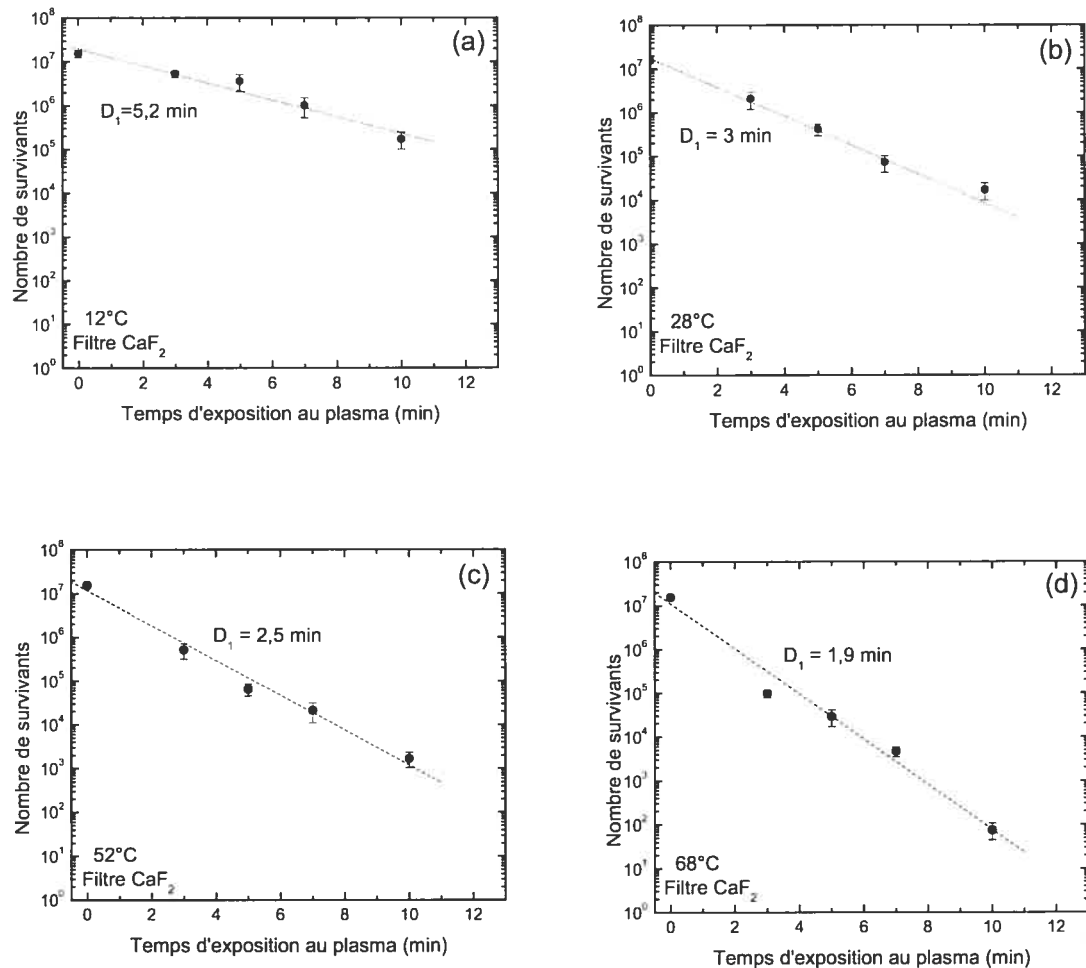 (a)
Nombre de survivants
10⁸
10⁷
10⁶
10⁵
10⁴
10³
10²
10¹
10⁰
D₁=5,2 min
12°C
Filtre CaF₂
0 2 4 6 8 10 12
Temps d'exposition au plasma (min)
(b)
Nombre de survivants
10⁸
10⁷
10⁶
10⁵
10⁴
10³
10²
10¹
10⁰
D₁ = 3 min
28°C
Filtre CaF₂
0 2 4 6 8 10 12
Temps d'exposition au plasma (min)
(c)
Nombre de survivants
10⁸
10⁷
10⁶
10⁵
10⁴
10³
10²
10¹
10⁰
D₁ = 2,5 min
52°C
Filtre CaF₂
0 2 4 6 8 10 12
Temps d'exposition au plasma (min)
(d)
Nombre de survivants
10⁸
10⁷
10⁶
10⁵
10⁴
10³
10²
10¹
10⁰
D₁ = 1,9 min
68°C
Filtre CaF₂
0 2 4 6 8 10 12
Temps d'exposition au plasma (min)